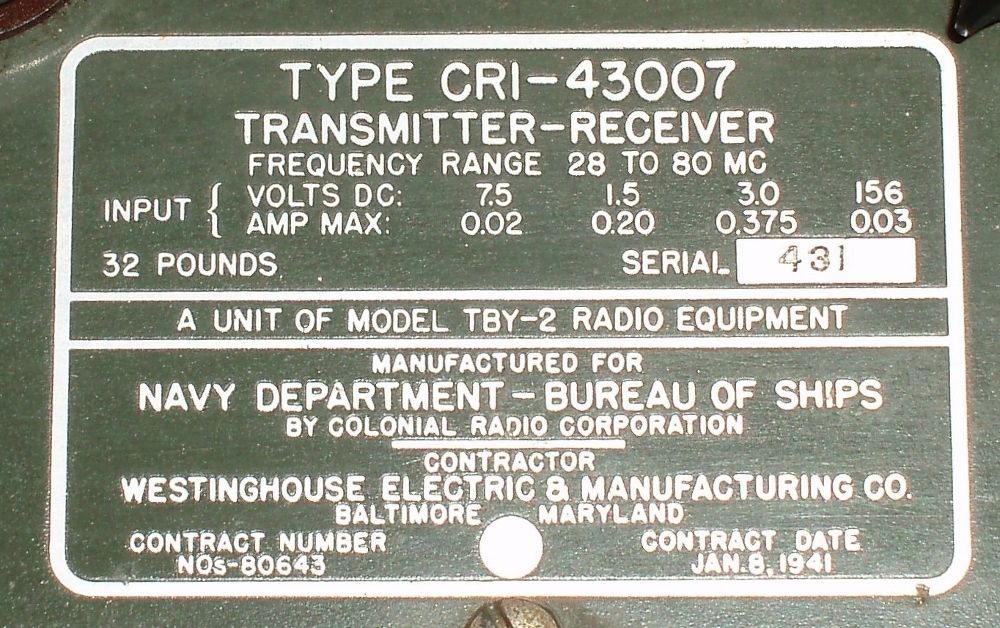 TYPE CRI-43007
TRANSMITTER-RECEIVER
FREQUENCY RANGE 28 TO 80 MC
INPUT { VOLTS DC: 7.5 1.5 3.0 156
AMP MAX: 0.02 0.20 0.375 0.03
32 POUNDS SERIAL 431
A UNIT OF MODEL TBY-2 RADIO EQUIPMENT
MANUFACTURED FOR
NAVY DEPARTMENT - BUREAU OF SHIPS
BY COLONIAL RADIO CORPORATION
CONTRACTOR
WESTINGHOUSE ELECTRIC & MANUFACTURING CO.
BALTIMORE MARYLAND
CONTRACT NUMBER CONTRACT DATE
NOs-80643 JAN.8,1941